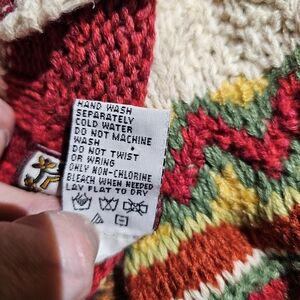 HAND WASH
SEPARATELY
COLD WATER
DO NOT MACHINE
WASH
DO NOT TWIST
OR WRING
ONLY NON-CHLORINE
BLEACH WHEN NEEDED
LAY FLAT TO DRY